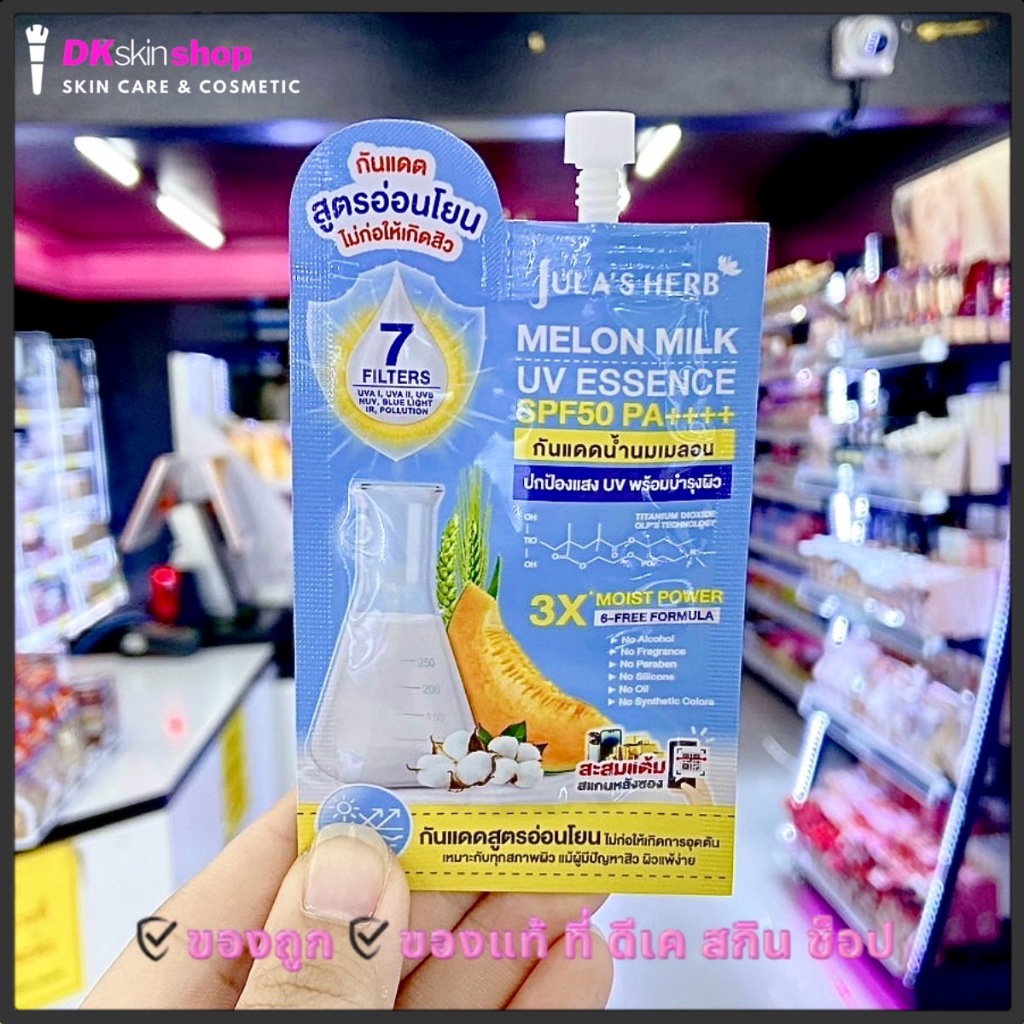 DKskinshop
SKIN CARE & COSMETIC
กันแดด
สูตรอ่อนโยน
ไม่ก่อให้เกิดสิว
7
FILTERS
UVA I, UVA II, UVB
NUV, BLUE LIGHT
IR, POLLUTION
JULA'S HERB
MELON MILK
UV ESSENCE
SPF50 PA++++
กันแดดน้ำนมเมลอน
ปกป้องแสง UV พร้อมบำรุงผิว
TITANIUM DIOXIDE
OLP'S TECHNOLOGY
OH
TIO
OH
3X* MOIST POWER
6-FREE FORMULA
No Alcohol
No Fragrance
No Paraben
No Silicone
No Oil
No Synthetic Colors
250
200
150
สะสมแต้ม
สแกนหลังซอง
กันแดดสูตรอ่อนโยน ไม่ก่อให้เกิดการอุดตัน
เหมาะกับทุกสภาพผิว แม้ผู้มีปัญหาสิว ผิวแพ้ง่าย
ของถูก ของแท้ ที่ ดีเค สกิน ช็อป